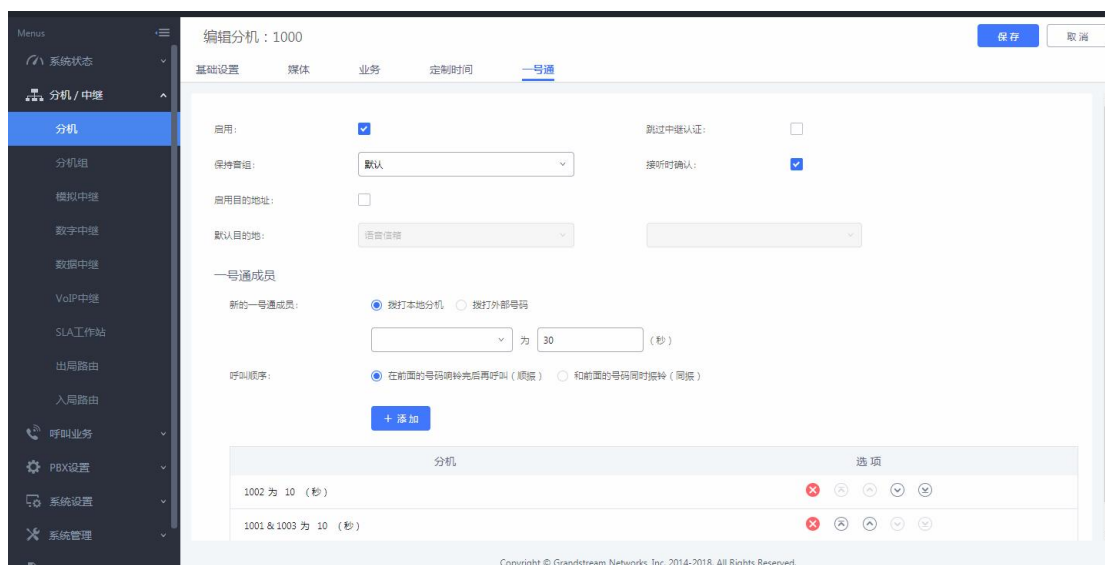 Menus
编辑分机：1000
保存
取消
系统状态
基础设置 媒体 业务 定制时间 一号通
分机 / 中继
分机
分机组
模拟中继
数字中继
数据中继
VoIP中继
SLA工作站
出局路由
入局路由
呼叫业务
PBX设置
系统设置
系统管理
启用：
跳过中继认证：
保持音组：
默认
接听时确认：
启用目的地址：
默认目的地：
语音信箱
一号通成员
新的一号通成员：
拨打本地分机 拨打外部号码
为 30 （秒）
呼叫顺序：
在前面的号码响铃完后再呼叫（顺振） 和前面的号码同时振铃（同振）
+ 添加
分机 选项
1002 为 10 （秒）
1001 & 1003 为 10 （秒）
Copyright © Grandstream Networks, Inc. 2014-2018. All Rights Reserved.